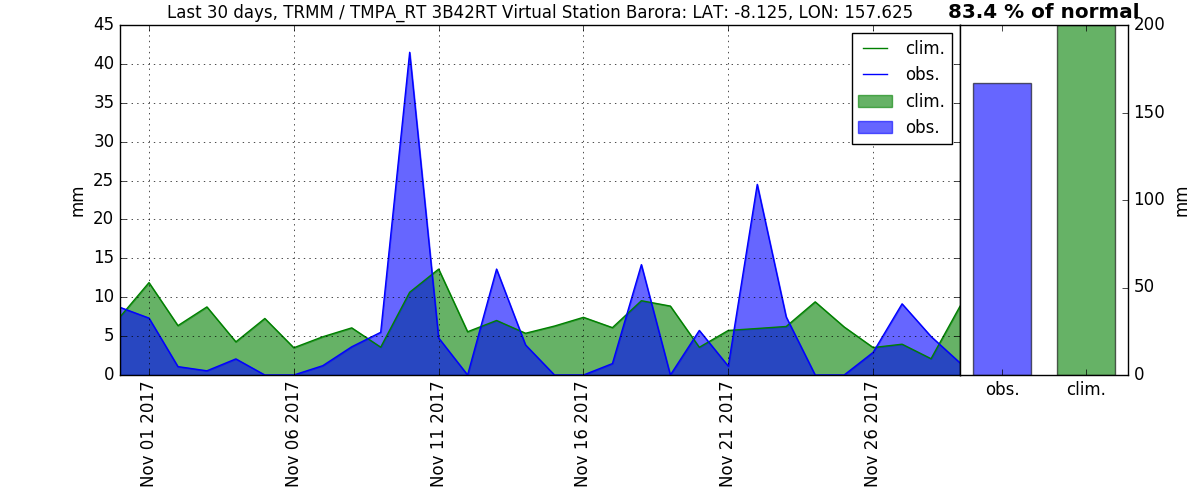 Last 30 days, TRMM / TMPA_RT 3B42RT Virtual Station Barora: LAT: -8.125, LON: 157.625
83.4 % of normal
45
40
35
30
25
20
15
10
5
0
mm
clim.
obs.
clim.
obs.
200
150
100
50
0
mm
obs.
clim.
Nov 01 2017
Nov 06 2017
Nov 11 2017
Nov 16 2017
Nov 21 2017
Nov 26 2017